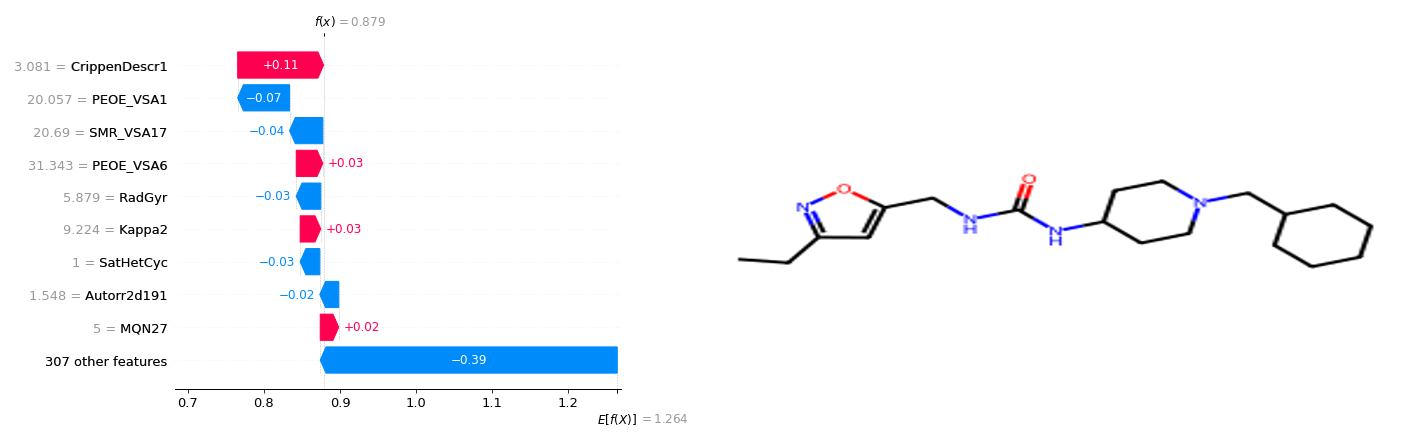 f(x) = 0.879
3.081 = CrippenDescr1
+0.11
20.057 = PEOE_VSA1
−0.07
20.69 = SMR_VSA17
−0.04
31.343 = PEOE_VSA6
+0.03
5.879 = RadGyr
−0.03
9.224 = Kappa2
+0.03
1 = SatHetCyc
−0.03
1.548 = Autorr2d191
−0.02
5 = MQN27
+0.02
307 other features
−0.39
0.7 0.8 0.9 1.0 1.1 1.2
E[f(X)] = 1.264
O
N
O
N
H
N
H
N